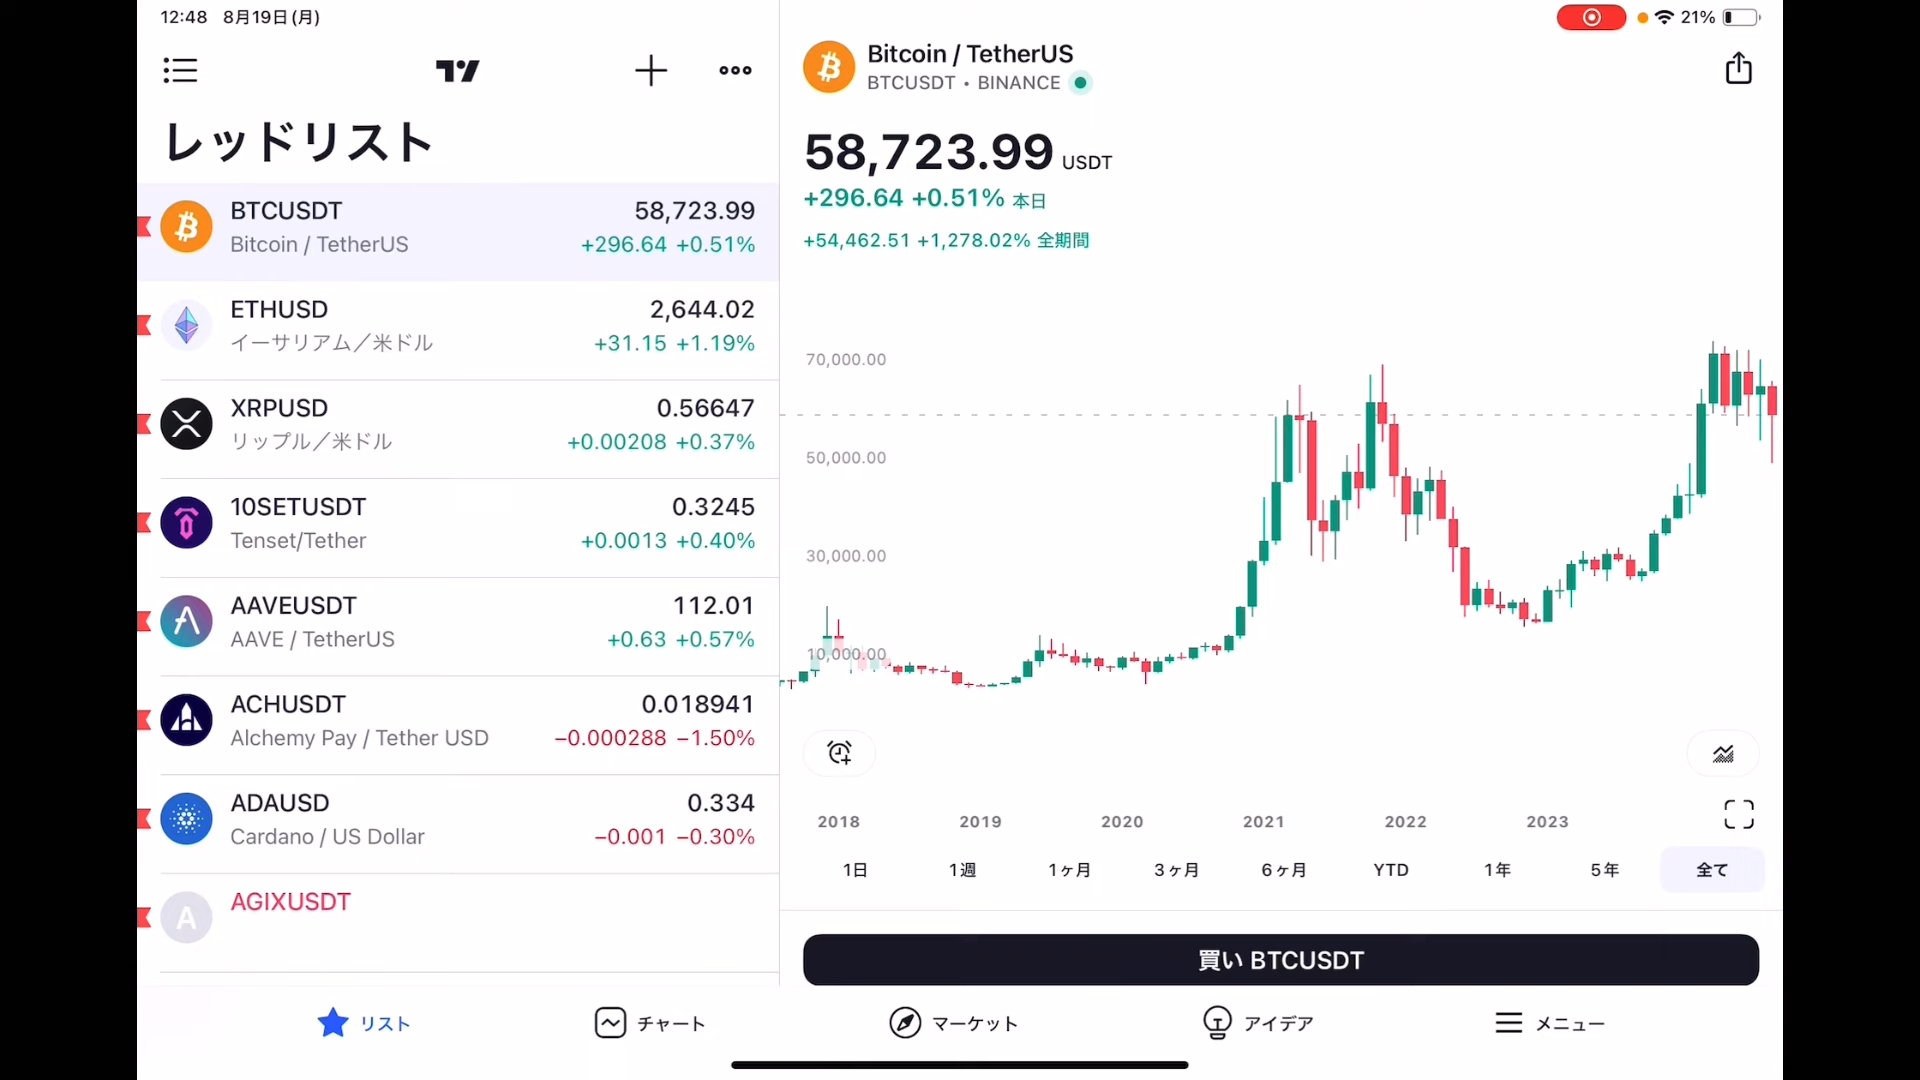 12:48 8月19日(月)
21%
レッドリスト
BTCUSDT 58,723.99
Bitcoin / TetherUS +296.64 +0.51%
ETHUSD 2,644.02
イーサリアム／米ドル +31.15 +1.19%
XRPUSD 0.56647
リップル／米ドル +0.00208 +0.37%
10SETUSDT 0.3245
Tenset/Tether +0.0013 +0.40%
AAVEUSDT 112.01
AAVE / TetherUS +0.63 +0.57%
ACHUSDT 0.018941
Alchemy Pay / Tether USD −0.000288 −1.50%
ADAUSD 0.334
Cardano / US Dollar −0.001 −0.30%
A AGIXUSDT
Bitcoin / TetherUS
BTCUSDT • BINANCE
58,723.99 USDT
+296.64 +0.51% 本日
+54,462.51 +1,278.02% 全期間
70,000.00
50,000.00
30,000.00
10,000.00
2018 2019 2020 2021 2022 2023
1日 1週 1ヶ月 3ヶ月 6ヶ月 YTD 1年 5年 全て
買い BTCUSDT
リスト チャート マーケット アイデア メニュー